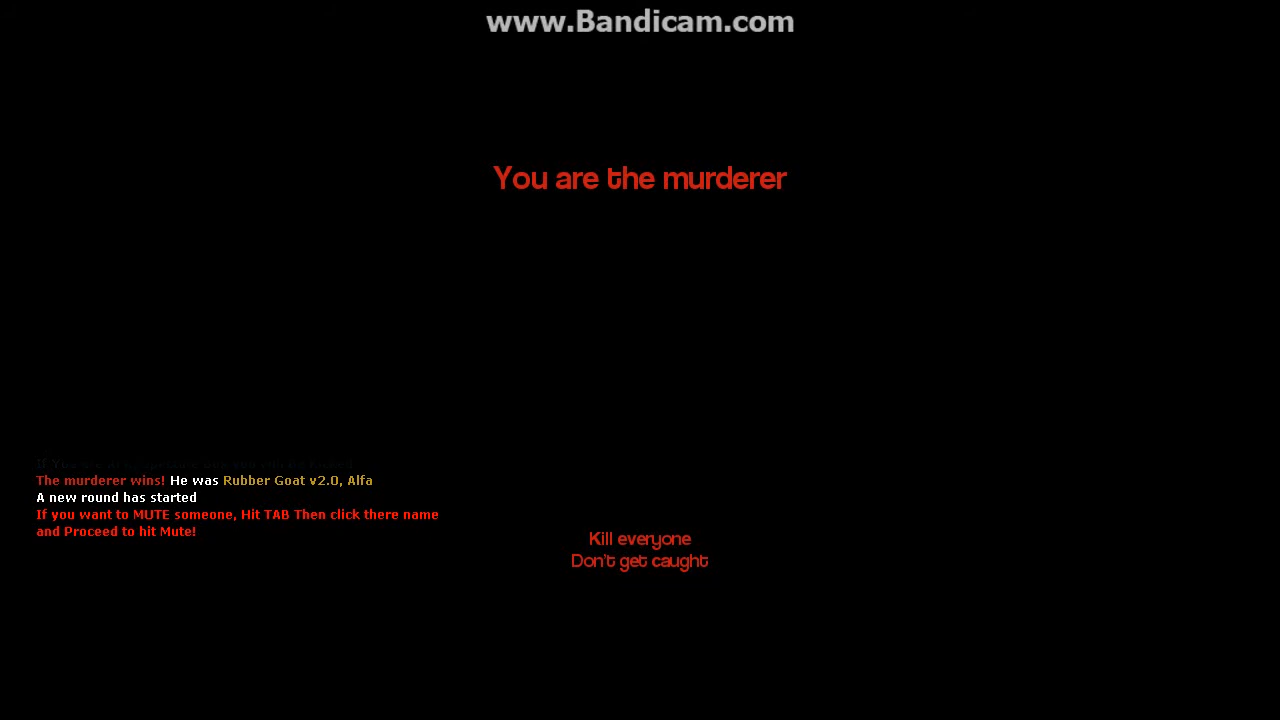 www.Bandicam.com
You are the murderer
The murderer wins! He was Rubber Goat v2.0, Alfa
A new round has started
If you want to MUTE someone, Hit TAB Then click there name
and Proceed to hit Mute!
Kill everyone
Don't get caught